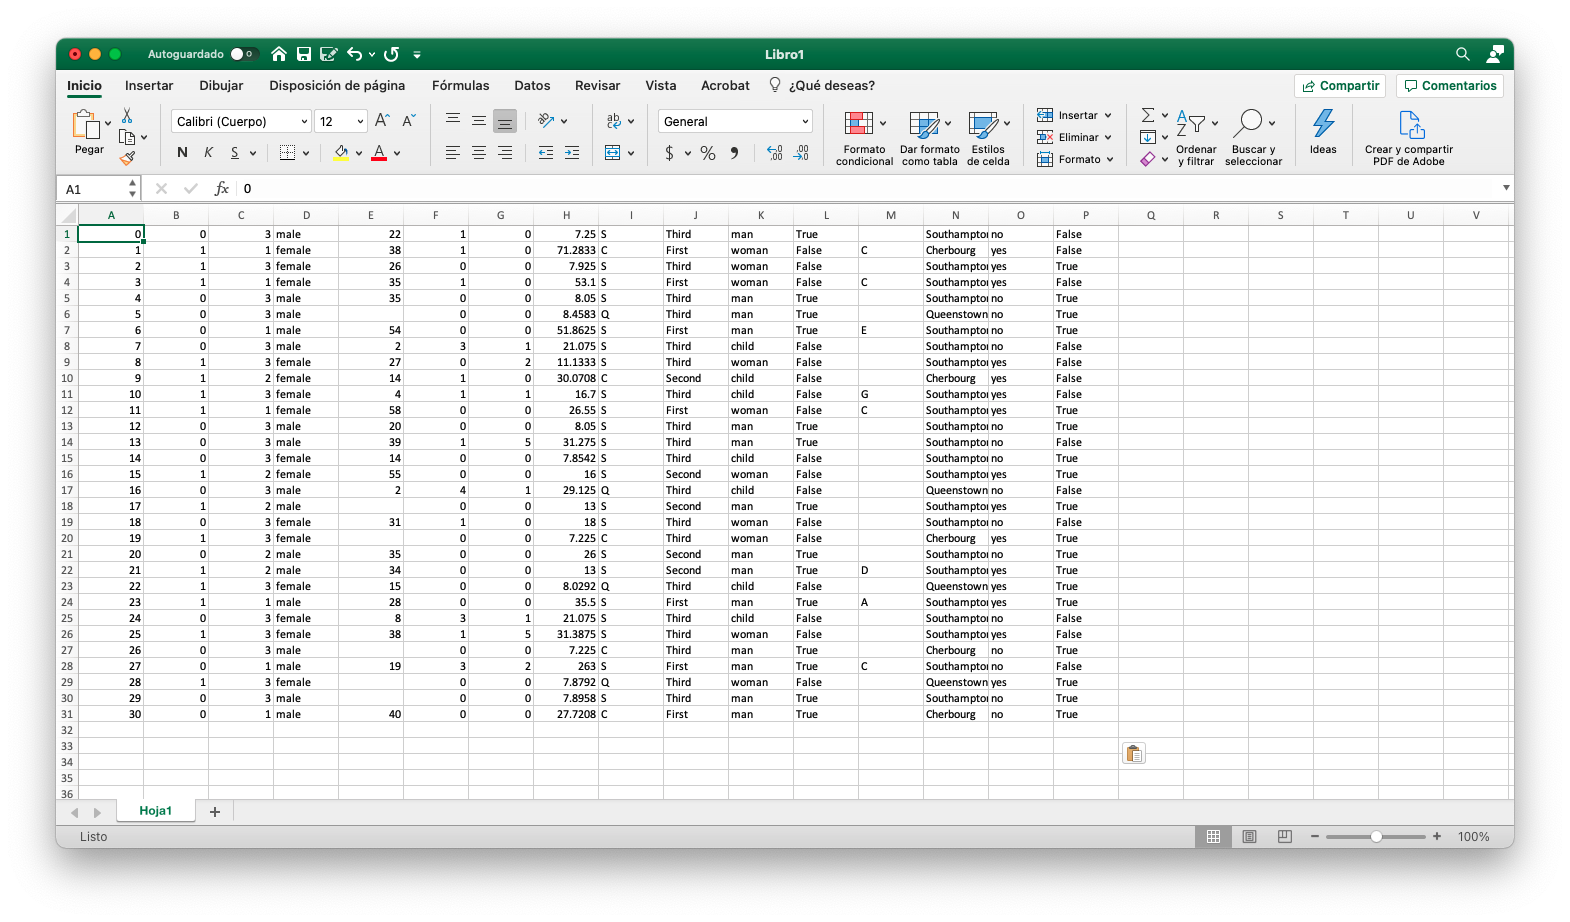 Autoguardado
Libro1
Inicio Insertar Dibujar Disposición de página Fórmulas Datos Revisar Vista Acrobat ¿Qué deseas? Compartir Comentarios
Pegar
Calibri (Cuerpo) 12
N K S
General
$ %
Formato condicional
Dar formato como tabla
Estilos de celda
Insertar
Eliminar
Formato
Ordenar y filtrar
Buscar y seleccionar
Ideas
Crear y compartir PDF de Adobe
A1 fx 0
A B C D E F G H I J K L M N O P Q R S T U V
1 0 0 3 male 22 1 0 7.25 S Third man True Southampton no False
2 1 1 1 female 38 1 0 71.2833 C First woman False C Cherbourg yes False
3 2 1 3 female 26 0 0 7.925 S Third woman False Southampton yes True
4 3 1 1 female 35 1 0 53.1 S First woman False C Southampton yes False
5 4 0 3 male 35 0 0 8.05 S Third man True Southampton no True
6 5 0 3 male 0 0 8.4583 Q Third man True Queenstown no True
7 6 0 1 male 54 0 0 51.8625 S First man True E Southampton no True
8 7 0 3 male 2 3 1 21.075 S Third child False Southampton no False
9 8 1 3 female 27 0 2 11.1333 S Third woman False Southampton yes False
10 9 1 2 female 14 1 0 30.0708 C Second child False Cherbourg yes False
11 10 1 3 female 4 1 1 16.7 S Third child False G Southampton yes False
12 11 1 1 female 58 0 0 26.55 S First woman False C Southampton yes True
13 12 0 3 male 20 0 0 8.05 S Third man True Southampton no True
14 13 0 3 male 39 1 5 31.275 S Third man True Southampton no False
15 14 0 3 female 14 0 0 7.8542 S Third child False Southampton no True
16 15 1 2 female 55 0 0 16 S Second woman False Southampton yes True
17 16 0 3 male 2 4 1 29.125 Q Third child False Queenstown no False
18 17 1 2 male 0 0 13 S Second man True Southampton yes True
19 18 0 3 female 31 1 0 18 S Third woman False Southampton no False
20 19 1 3 female 0 0 7.225 C Third woman False Cherbourg yes True
21 20 0 2 male 35 0 0 26 S Second man True Southampton no True
22 21 1 2 male 34 0 0 13 S Second man True D Southampton yes True
23 22 1 3 female 15 0 0 8.0292 Q Third child False Queenstown yes True
24 23 1 1 male 28 0 0 35.5 S First man True A Southampton yes True
25 24 0 3 female 8 3 1 21.075 S Third child False Southampton no False
26 25 1 3 female 38 1 5 31.3875 S Third woman False Southampton yes False
27 26 0 3 male 0 0 7.225 C Third man True Cherbourg no True
28 27 0 1 male 19 3 2 263 S First man True C Southampton no False
29 28 1 3 female 0 0 7.8792 Q Third woman False Queenstown yes True
30 29 0 3 male 0 0 7.8958 S Third man True Southampton no True
31 30 0 1 male 40 0 0 27.7208 C First man True Cherbourg no True
32
33
34
35
36
Hoja1
Listo 100%